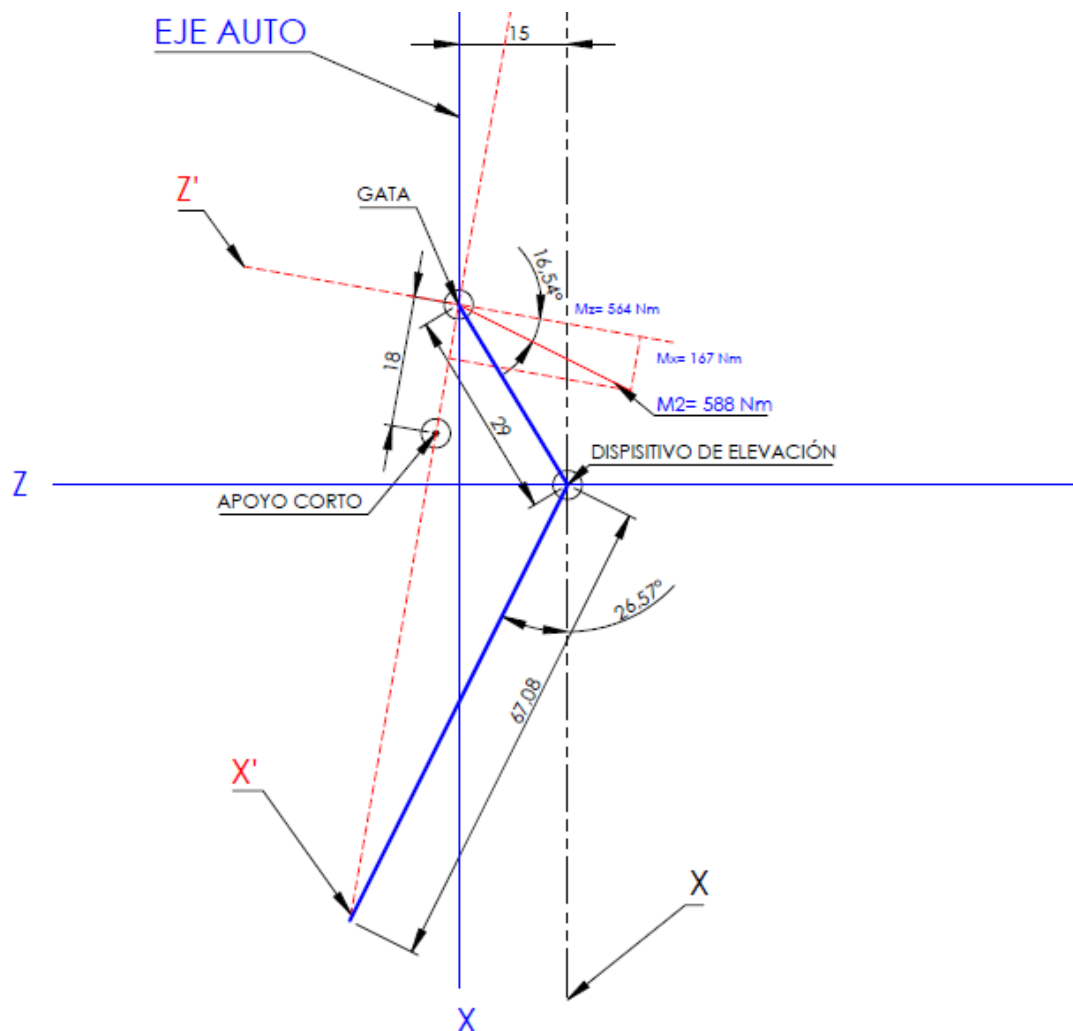 EJE AUTO
15
Z'
GATA
16,54°
Mz= 564 Nm
Mx= 167 Nm
18
29
M2= 588 Nm
DISPISITIVO DE ELEVACIÓN
Z
APOYO CORTO
26,57°
67,08
X'
X
X